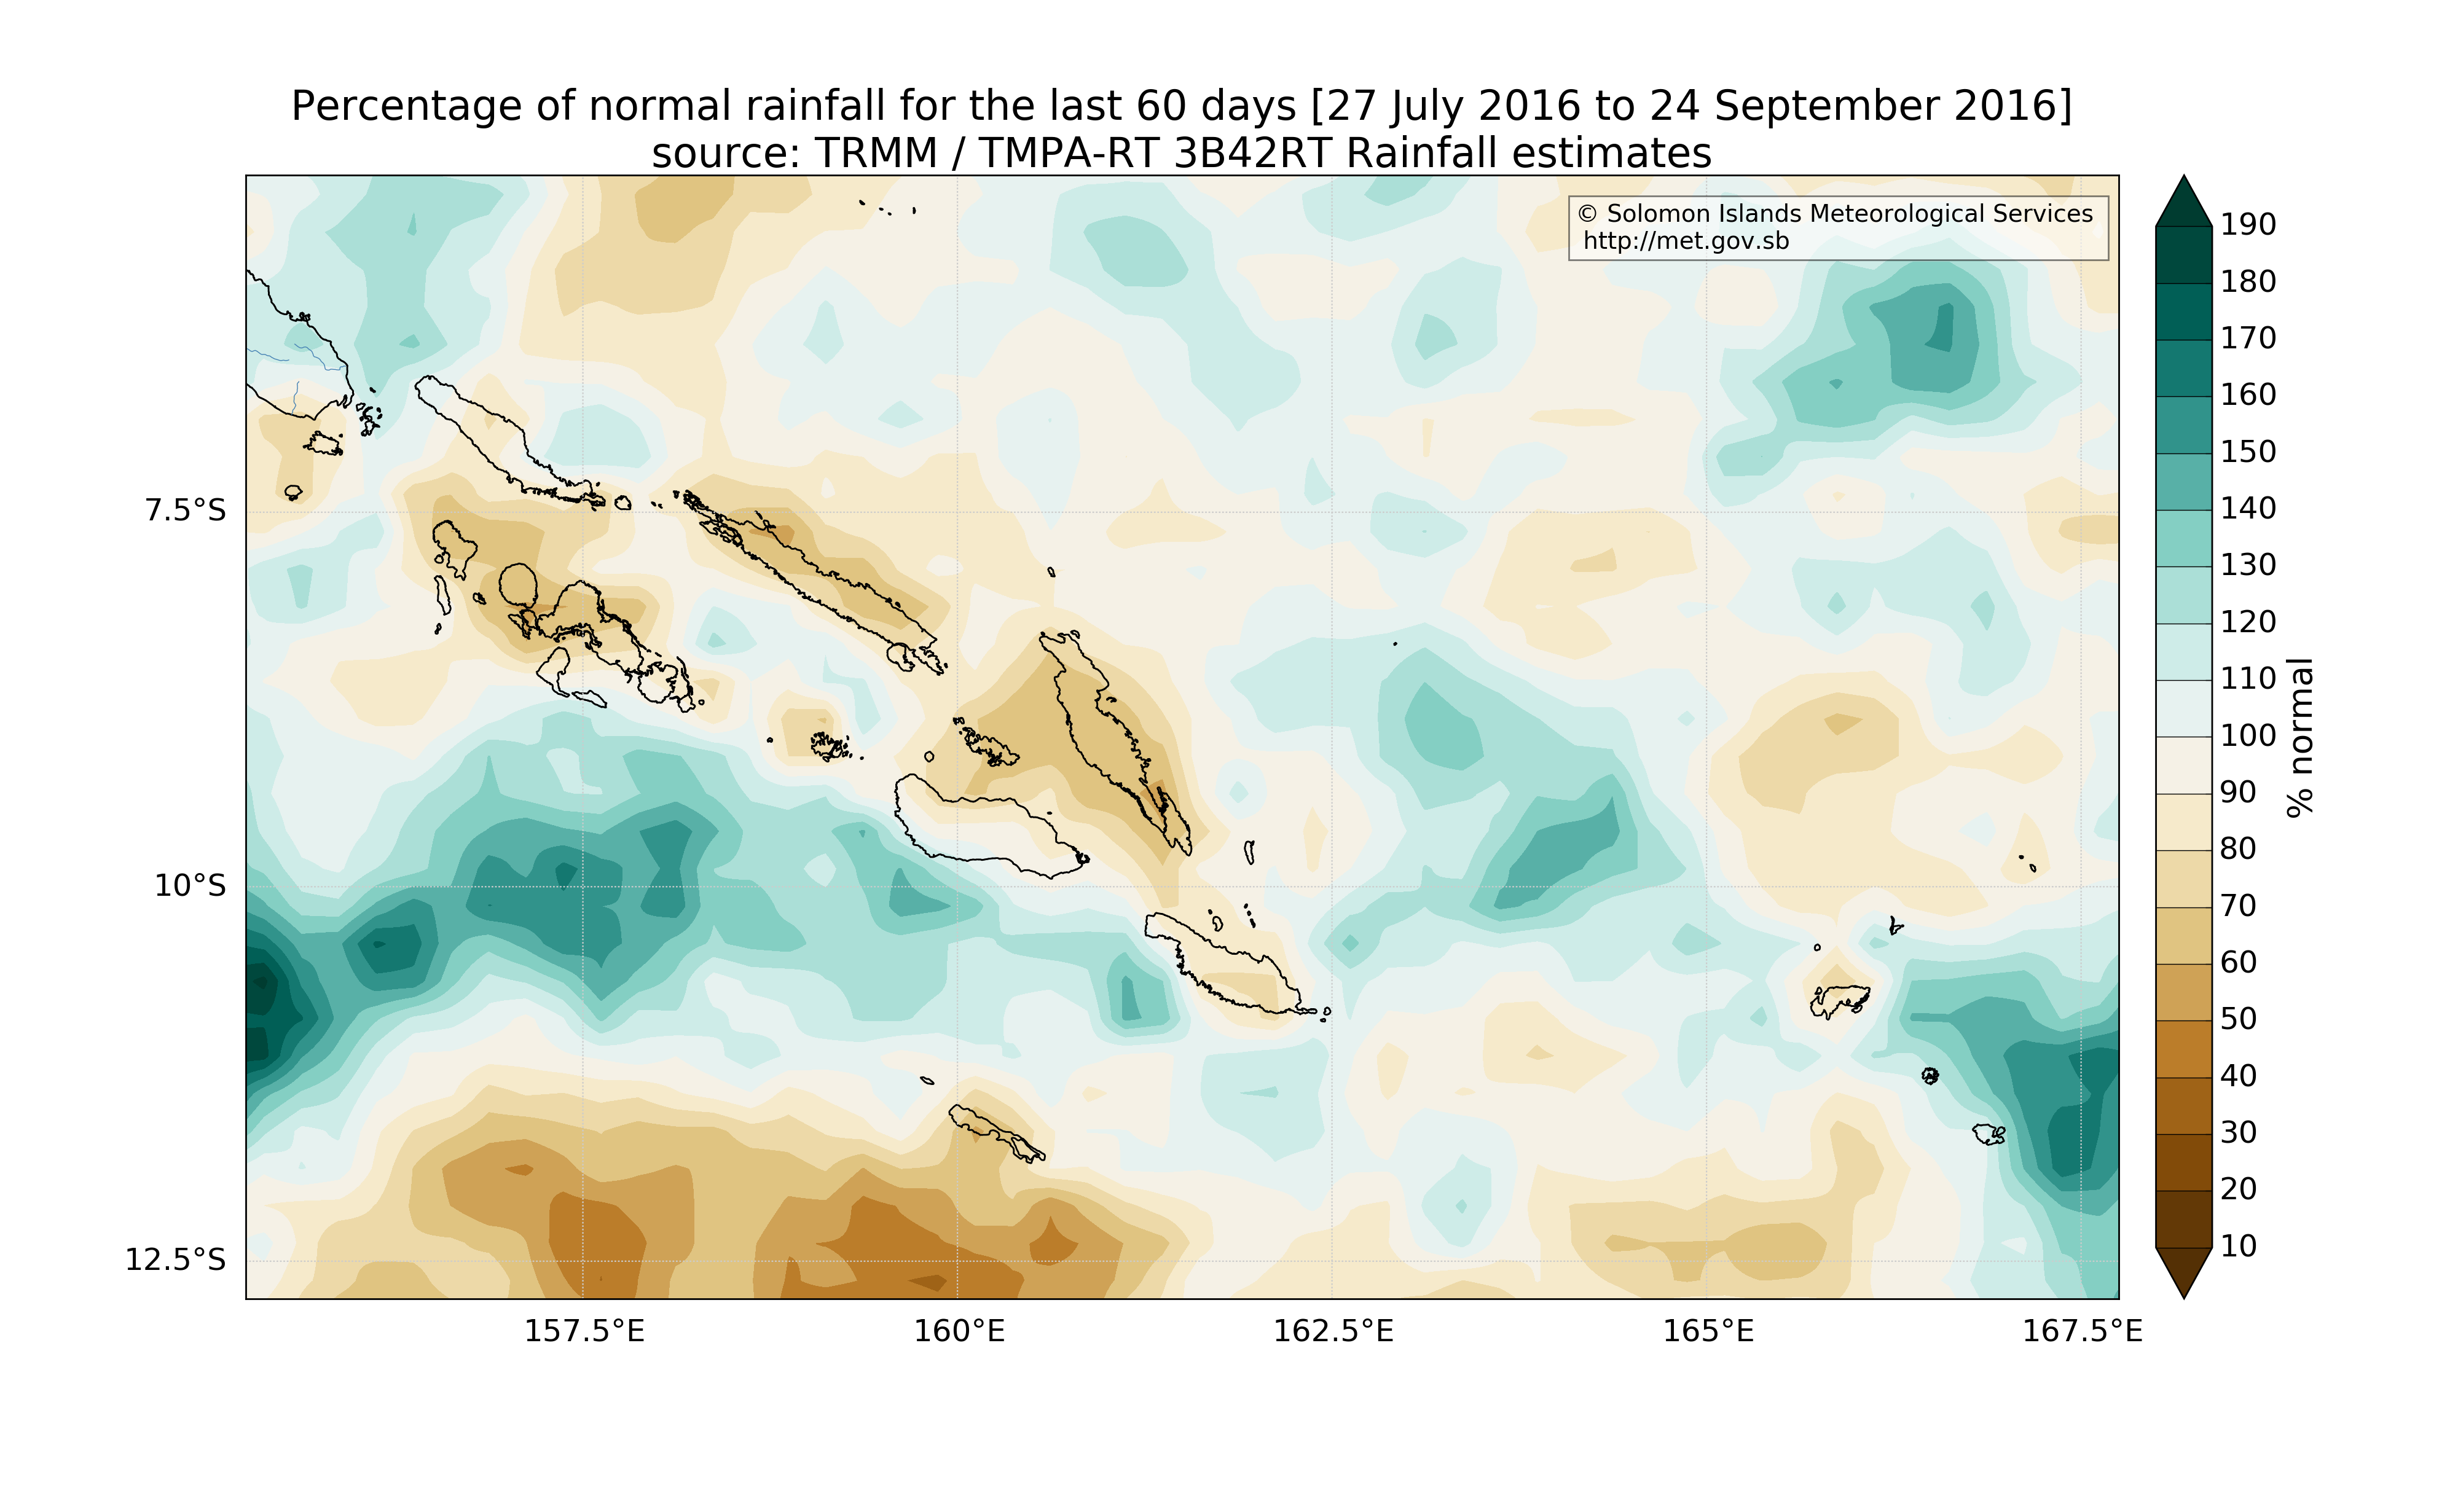 Percentage of normal rainfall for the last 60 days [27 July 2016 to 24 September 2016]
source: TRMM / TMPA-RT 3B42RT Rainfall estimates
© Solomon Islands Meteorological Services
http://met.gov.sb
7.5°S
10°S
12.5°S
157.5°E
160°E
162.5°E
165°E
167.5°E
190
180
170
160
150
140
130
120
110
100
90
80
70
60
50
40
30
20
10
% normal